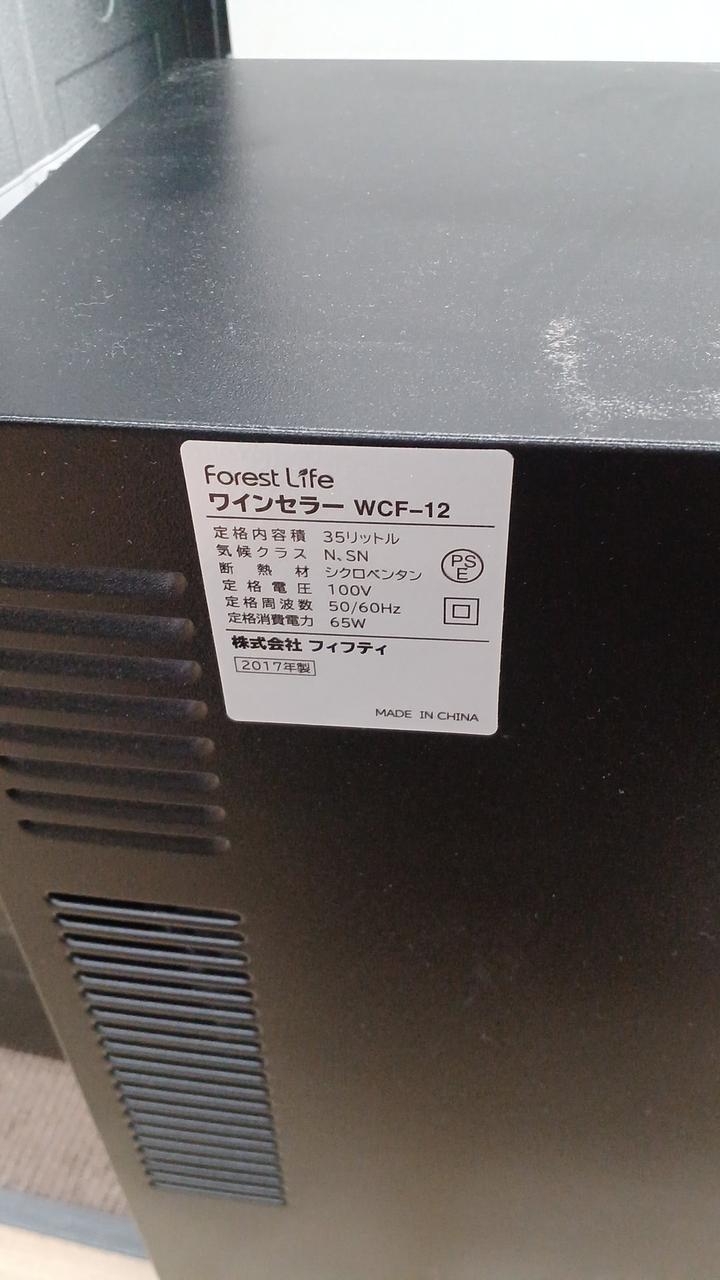 Forest Life
ワインセラー WCF-12
定格内容積 35リットル
気候クラス N、SN
断熱材 シクロペンタン
定格電圧 100V
定格周波数 50/60Hz
定格消費電力 65W
PS
E
株式会社 フィフティ
2017年製
MADE IN CHINA